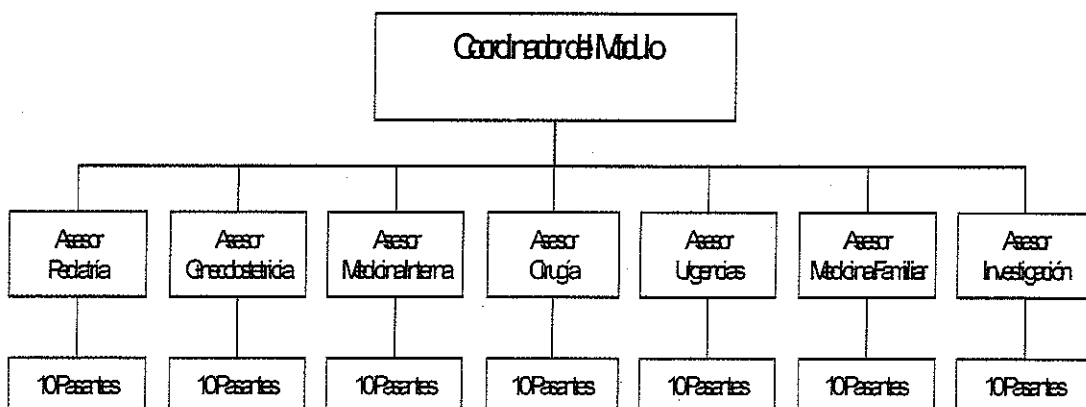 Coordinador del Módulo
Asesor
Pediatría
Asesor
Ginecobstetricia
Asesor
Medicina Interna
Asesor
Cirugía
Asesor
Urgencias
Asesor
Medicina Familiar
Asesor
Investigación
10 Pasantes
10 Pasantes
10 Pasantes
10 Pasantes
10 Pasantes
10 Pasantes
10 Pasantes